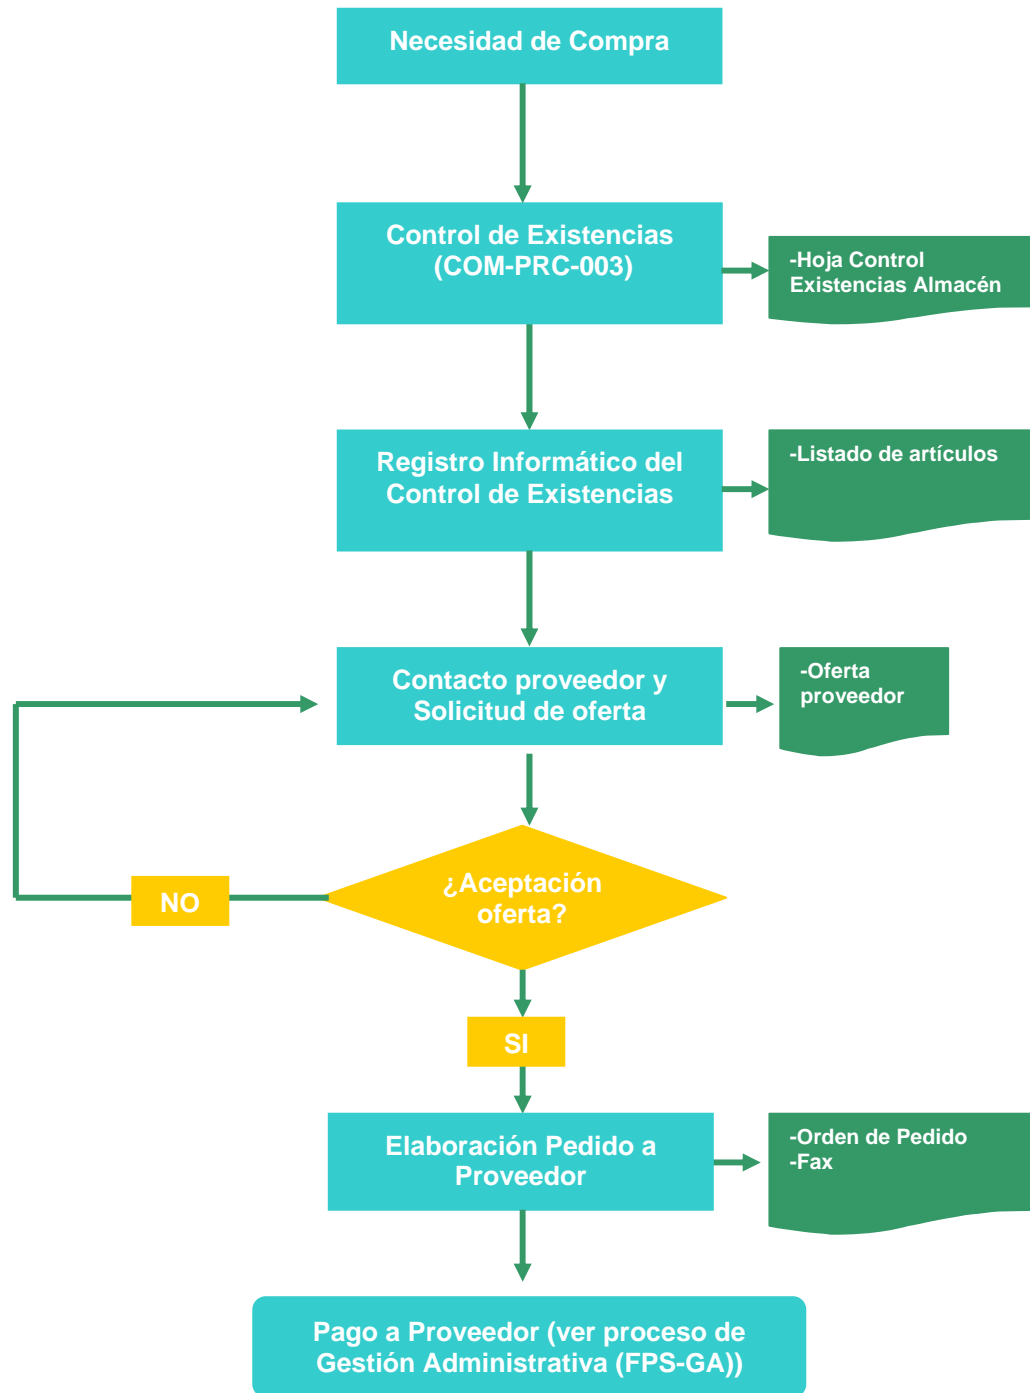 Necesidad de Compra
Control de Existencias
(COM-PRC-003)
-Hoja Control
Existencias Almacén
Registro Informático del
Control de Existencias
-Listado de artículos
Contacto proveedor y
Solicitud de oferta
-Oferta
proveedor
¿Aceptación
oferta?
NO
SI
Elaboración Pedido a
Proveedor
-Orden de Pedido
-Fax
Pago a Proveedor (ver proceso de
Gestión Administrativa (FPS-GA))